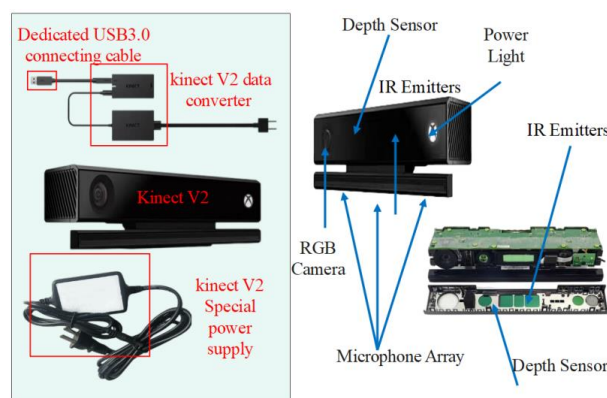 Dedicated USB3.0
connecting cable
kinect V2 data
converter
Kinect V2
kinect V2
Special
power
supply
Depth Sensor
Power
Light
IR Emitters
IR Emitters
RGB
Camera
Microphone Array
Depth Sensor